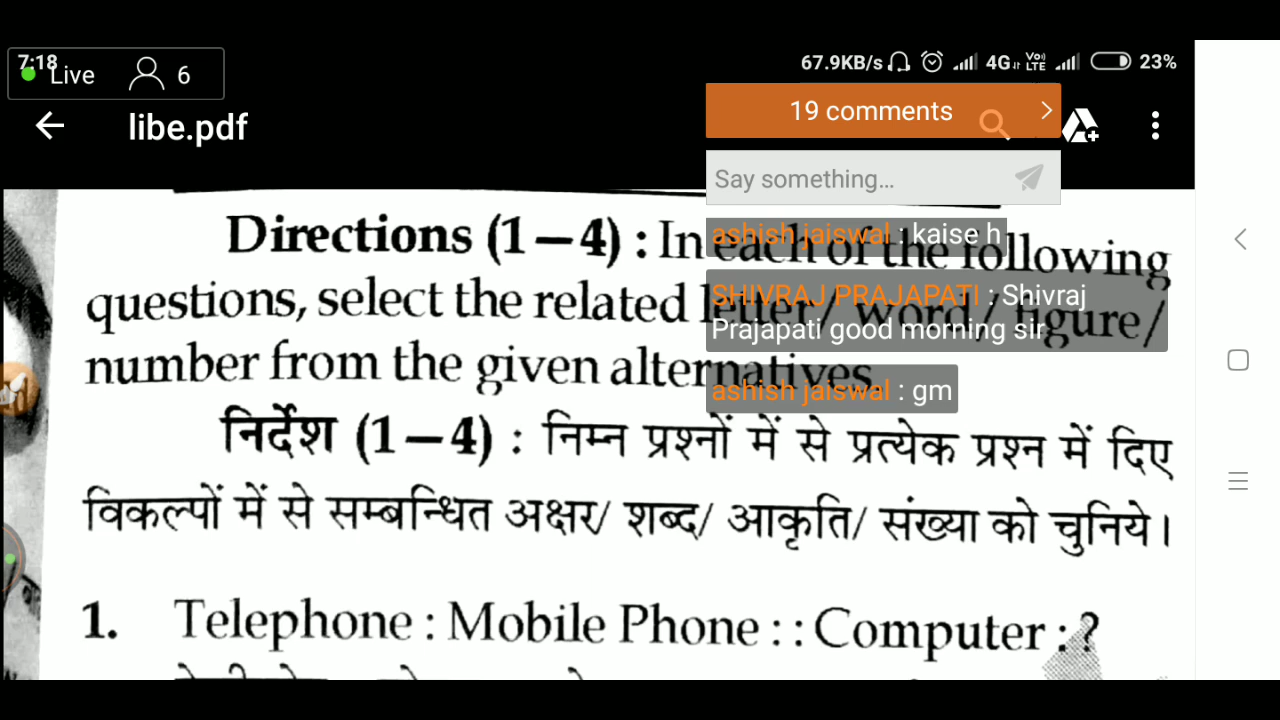 7:18
Live 6
67.9KB/s 4G Vo) LTE 23%
libe.pdf
19 comments
Say something...
ashish jaiswal : kaise h
SHIVRAJ PRAJAPATI : Shivraj
Prajapati good morning sir
ashish jaiswal : gm
Directions (1—4) : In each of the following
questions, select the related letter/ word/ figure/
number from the given alternatives.
निर्देश (1—4) : निम्न प्रश्नों में से प्रत्येक प्रश्न में दिए
विकल्पों में से सम्बन्धित अक्षर/ शब्द/ आकृति/ संख्या को चुनिये।
1. Telephone : Mobile Phone : : Computer : ?